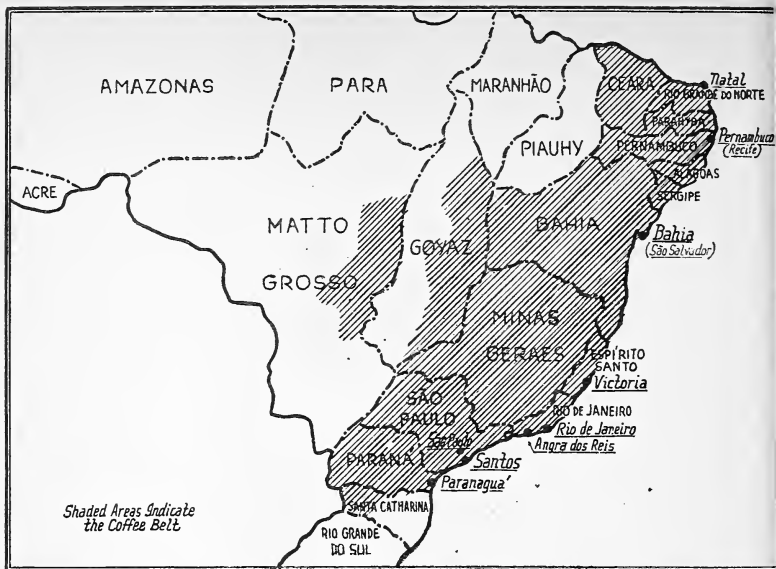 AMAZONAS
PARA
MARANHÃO
CEARA
Natal
RIO GRANDE DO NORTE
PARAHYBA
Pernambuco
(Recife)
PIAUHY
PERNAMBUCO
ALAGOAS
SERGIPE
ACRE
MATTO
GROSSO
GOYAZ
BAHIA
Bahia
(São Salvador)
MINAS
GERAES
ESPÍRITO
SANTO
Victoria
SÃO
PAULO
RIO DE JANEIRO
São Paulo
Rio de Janeiro
Angra dos Reis
PARANÁ
Santos
Paranagua'
SANTA CATHARINA
RIO GRANDE
DO SUL
Shaded Areas Indicate
the Coffee Belt